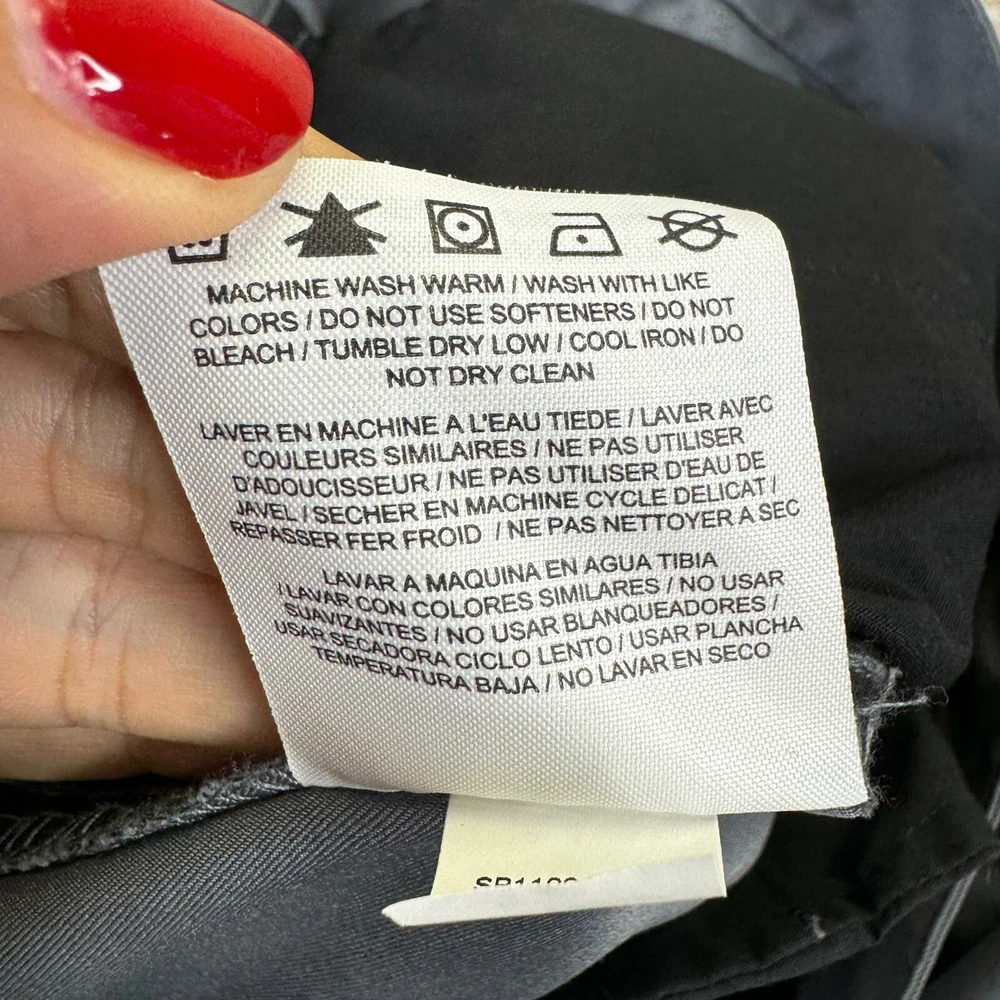 MACHINE WASH WARM / WASH WITH LIKE
COLORS / DO NOT USE SOFTENERS / DO NOT
BLEACH / TUMBLE DRY LOW / COOL IRON / DO
NOT DRY CLEAN
LAVER EN MACHINE A L'EAU TIEDE / LAVER AVEC
COULEURS SIMILAIRES / NE PAS UTILISER
D'ADOUCISSEUR / NE PAS UTILISER D'EAU DE
JAVEL / SECHER EN MACHINE CYCLE DELICAT /
REPASSER FER FROID / NE PAS NETTOYER A SEC
LAVAR A MAQUINA EN AGUA TIBIA
/ LAVAR CON COLORES SIMILARES / NO USAR
SUAVIZANTES / NO USAR BLANQUEADORES /
USAR SECADORA CICLO LENTO / USAR PLANCHA
TEMPERATURA BAJA / NO LAVAR EN SECO